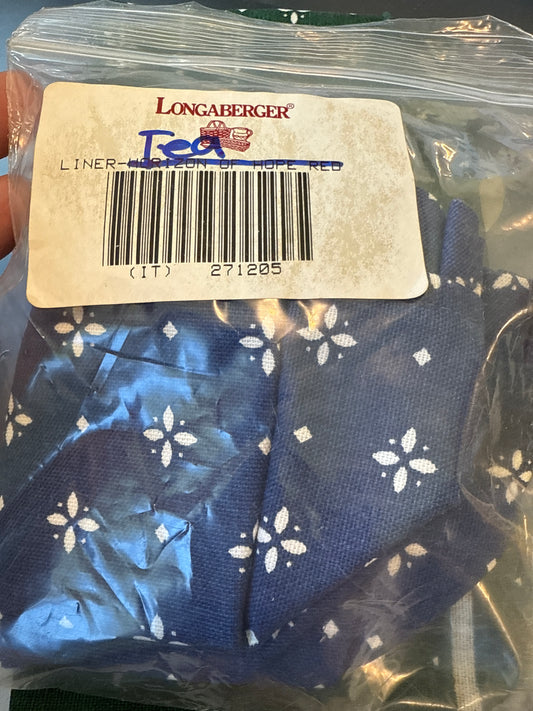 LONGABERGER®
Tea
LINER-HORIZON OF HOPE RED
(IT) 271205